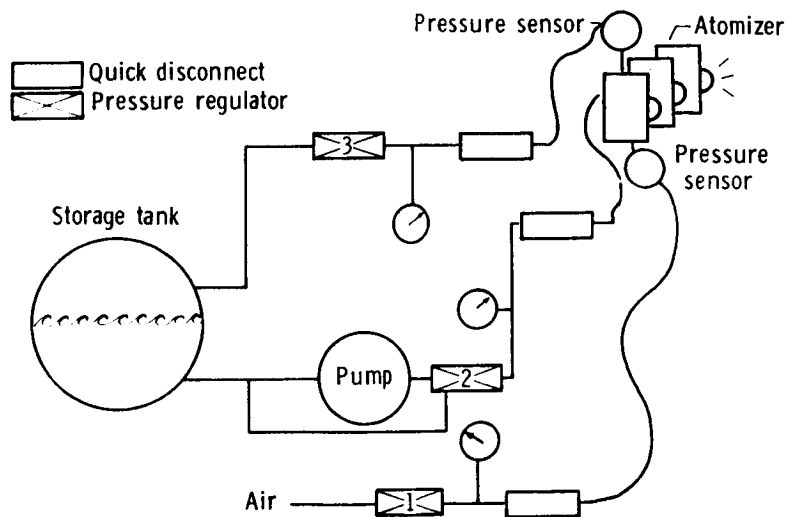 Pressure sensor
Atomizer
Quick disconnect
Pressure regulator
3
Pressure
sensor
Storage tank
Pump
2
Air
1